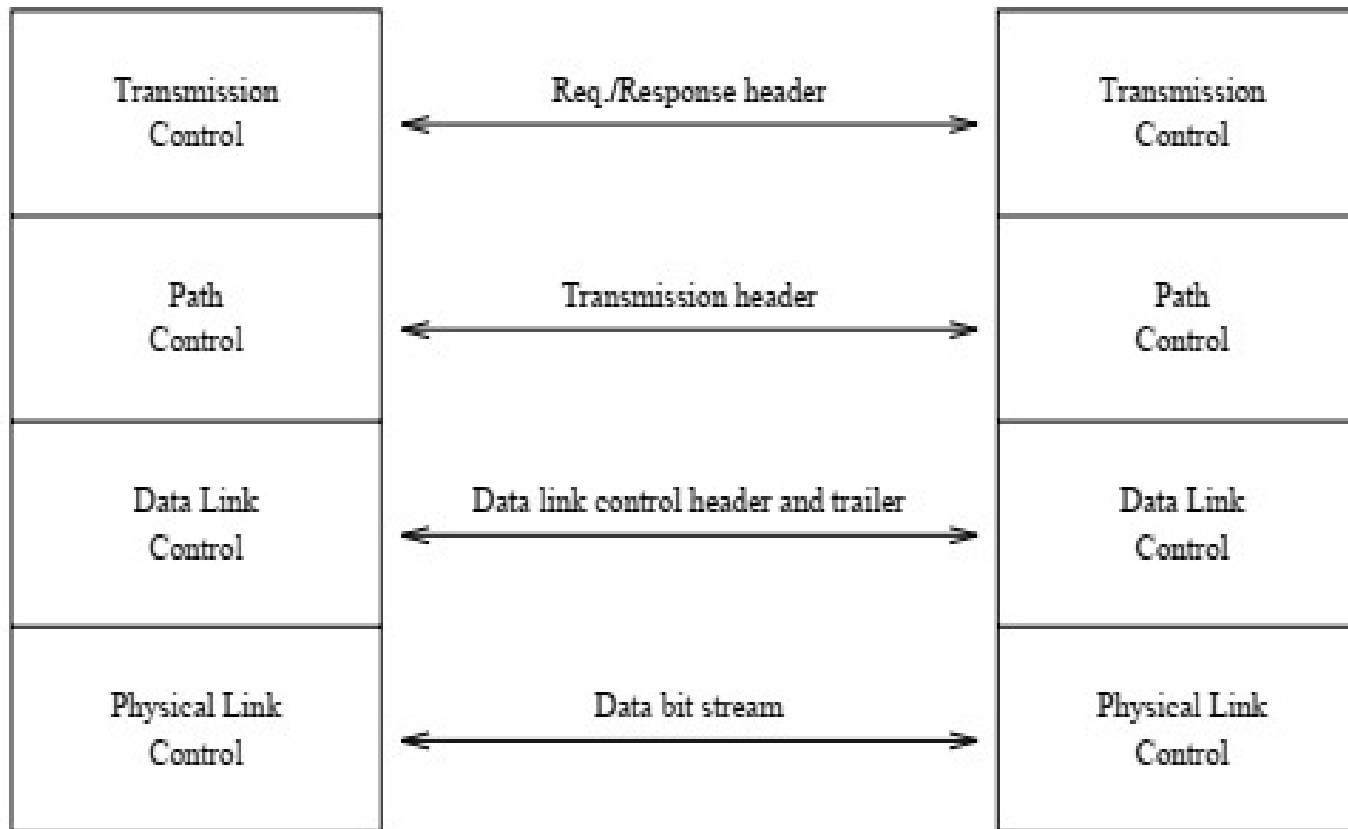 Transmission
Control
Req./Response header
Transmission
Control
Path
Control
Transmission header
Path
Control
Data Link
Control
Data link control header and trailer
Data Link
Control
Physical Link
Control
Data bit stream
Physical Link
Control